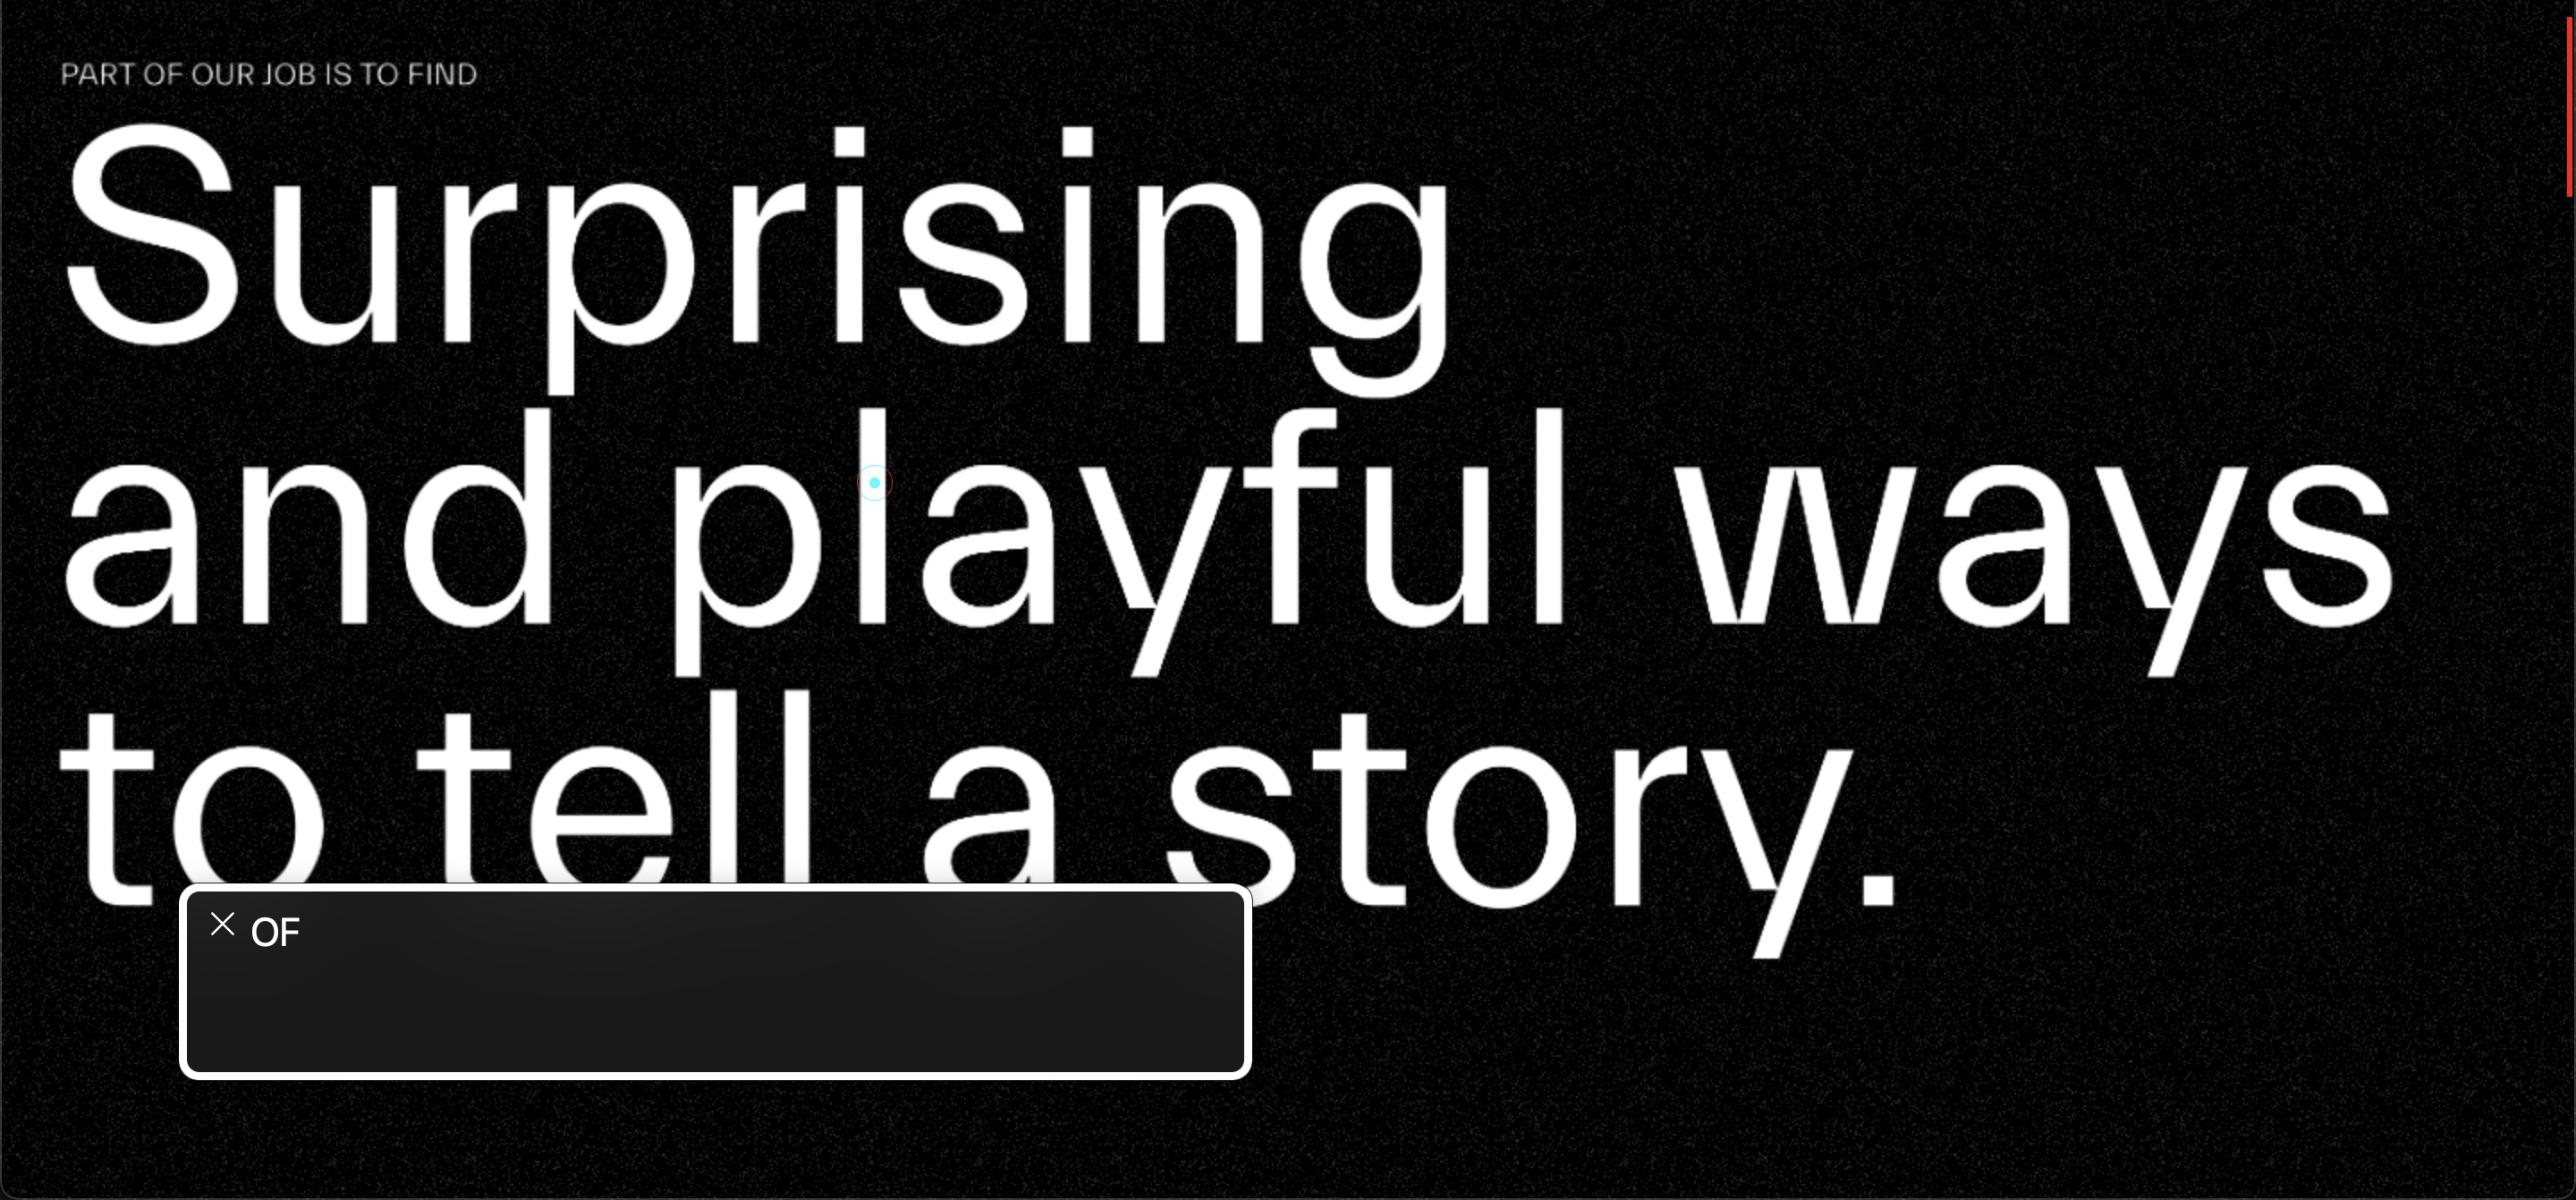 PART OF OUR JOB IS TO FIND
Surprising
and playful ways
to tell a story.
OF